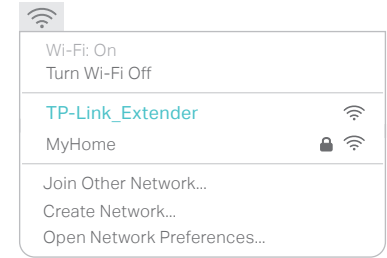 Wi-Fi: On
Turn Wi-Fi Off
TP-Link_Extender
MyHome
Join Other Network...
Create Network...
Open Network Preferences...